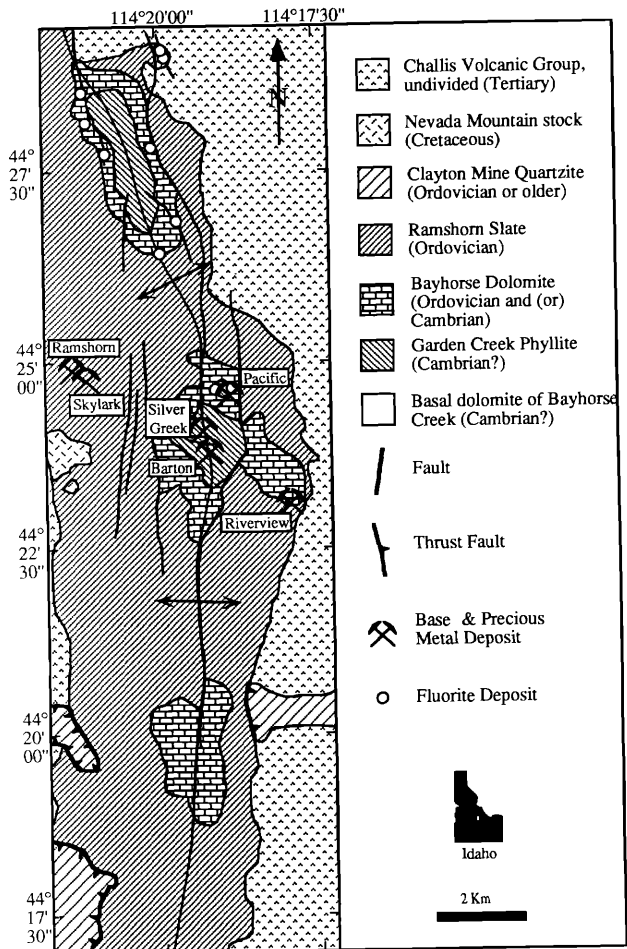 114°20'00"
114°17'30"
N
44°
27'
30"
44°
25'
00"
44°
22'
30"
44°
20'
00"
44°
17'
30"
Ramshorn
Skylark
Silver
Greek
Barton
Pacific
Riverview
Challis Volcanic Group,
undivided (Tertiary)
Nevada Mountain stock
(Cretaceous)
Clayton Mine Quartzite
(Ordovician or older)
Ramshorn Slate
(Ordovician)
Bayhorse Dolomite
(Ordovician and (or)
Cambrian)
Garden Creek Phyllite
(Cambrian?)
Basal dolomite of Bayhorse
Creek (Cambrian?)
Fault
Thrust Fault
Base & Precious
Metal Deposit
Fluorite Deposit
Idaho
2 Km